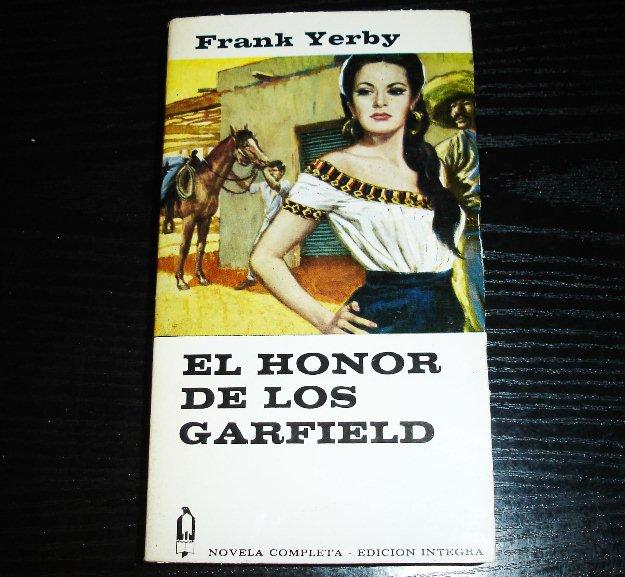 Frank Yerby
EL HONOR
DE LOS
GARFIELD
NOVELA COMPLETA - EDICION INTEGRA